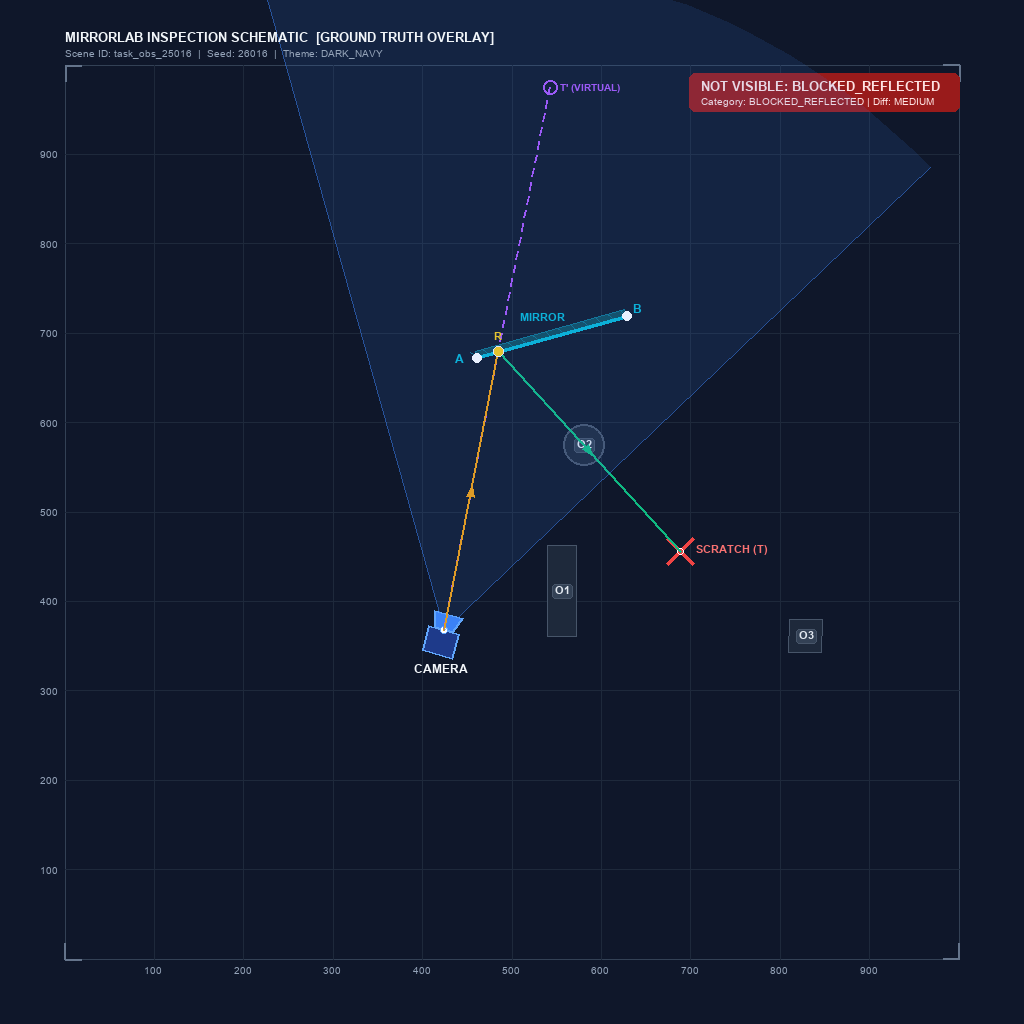 MIRRORLAB INSPECTION SCHEMATIC [GROUND TRUTH OVERLAY]
Scene ID: task_obs_25016 | Seed: 26016 | Theme: DARK_NAVY
NOT VISIBLE: BLOCKED_REFLECTED
Category: BLOCKED_REFLECTED | Diff: MEDIUM
T' (VIRTUAL)
900
800
700
600
500
400
300
200
100
B
MIRROR
R
A
O2
SCRATCH (T)
O1
O3
CAMERA
100 200 300 400 500 600 700 800 900